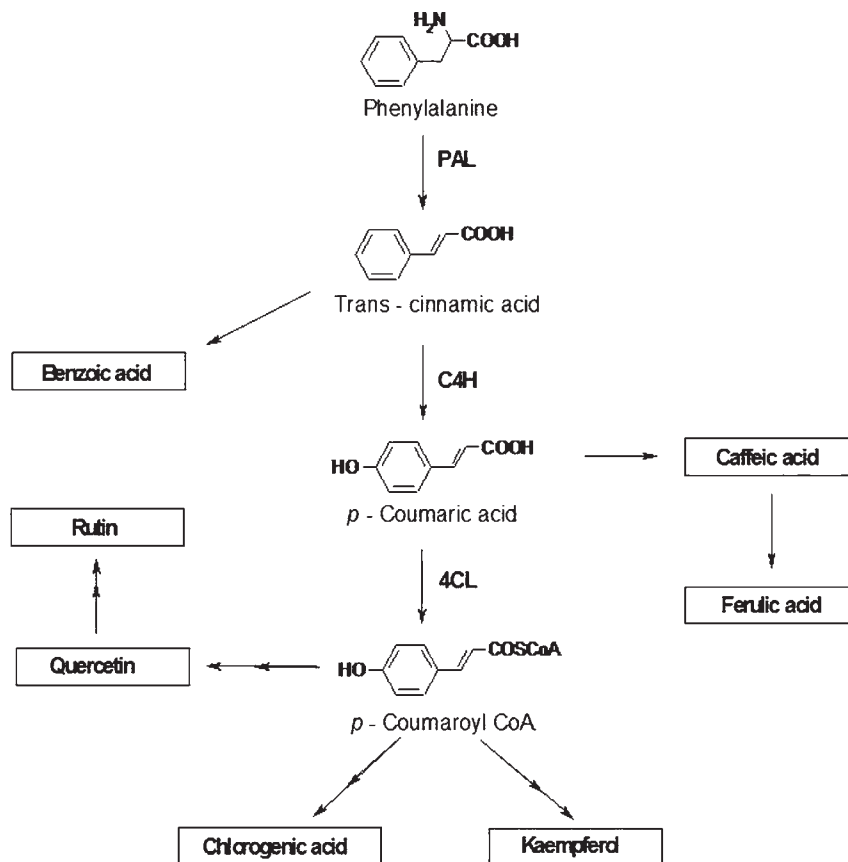 H₂N
COOH
Phenylalanine
PAL
COOH
Trans - cinnamic acid
Benzoic acid
C4H
HO
COOH
Caffeic acid
p - Coumaric acid
Rutin
4CL
Ferulic acid
Quercetin
HO
COSCoA
p - Coumaroyl CoA
Chlorogenic acid
Kaempferol